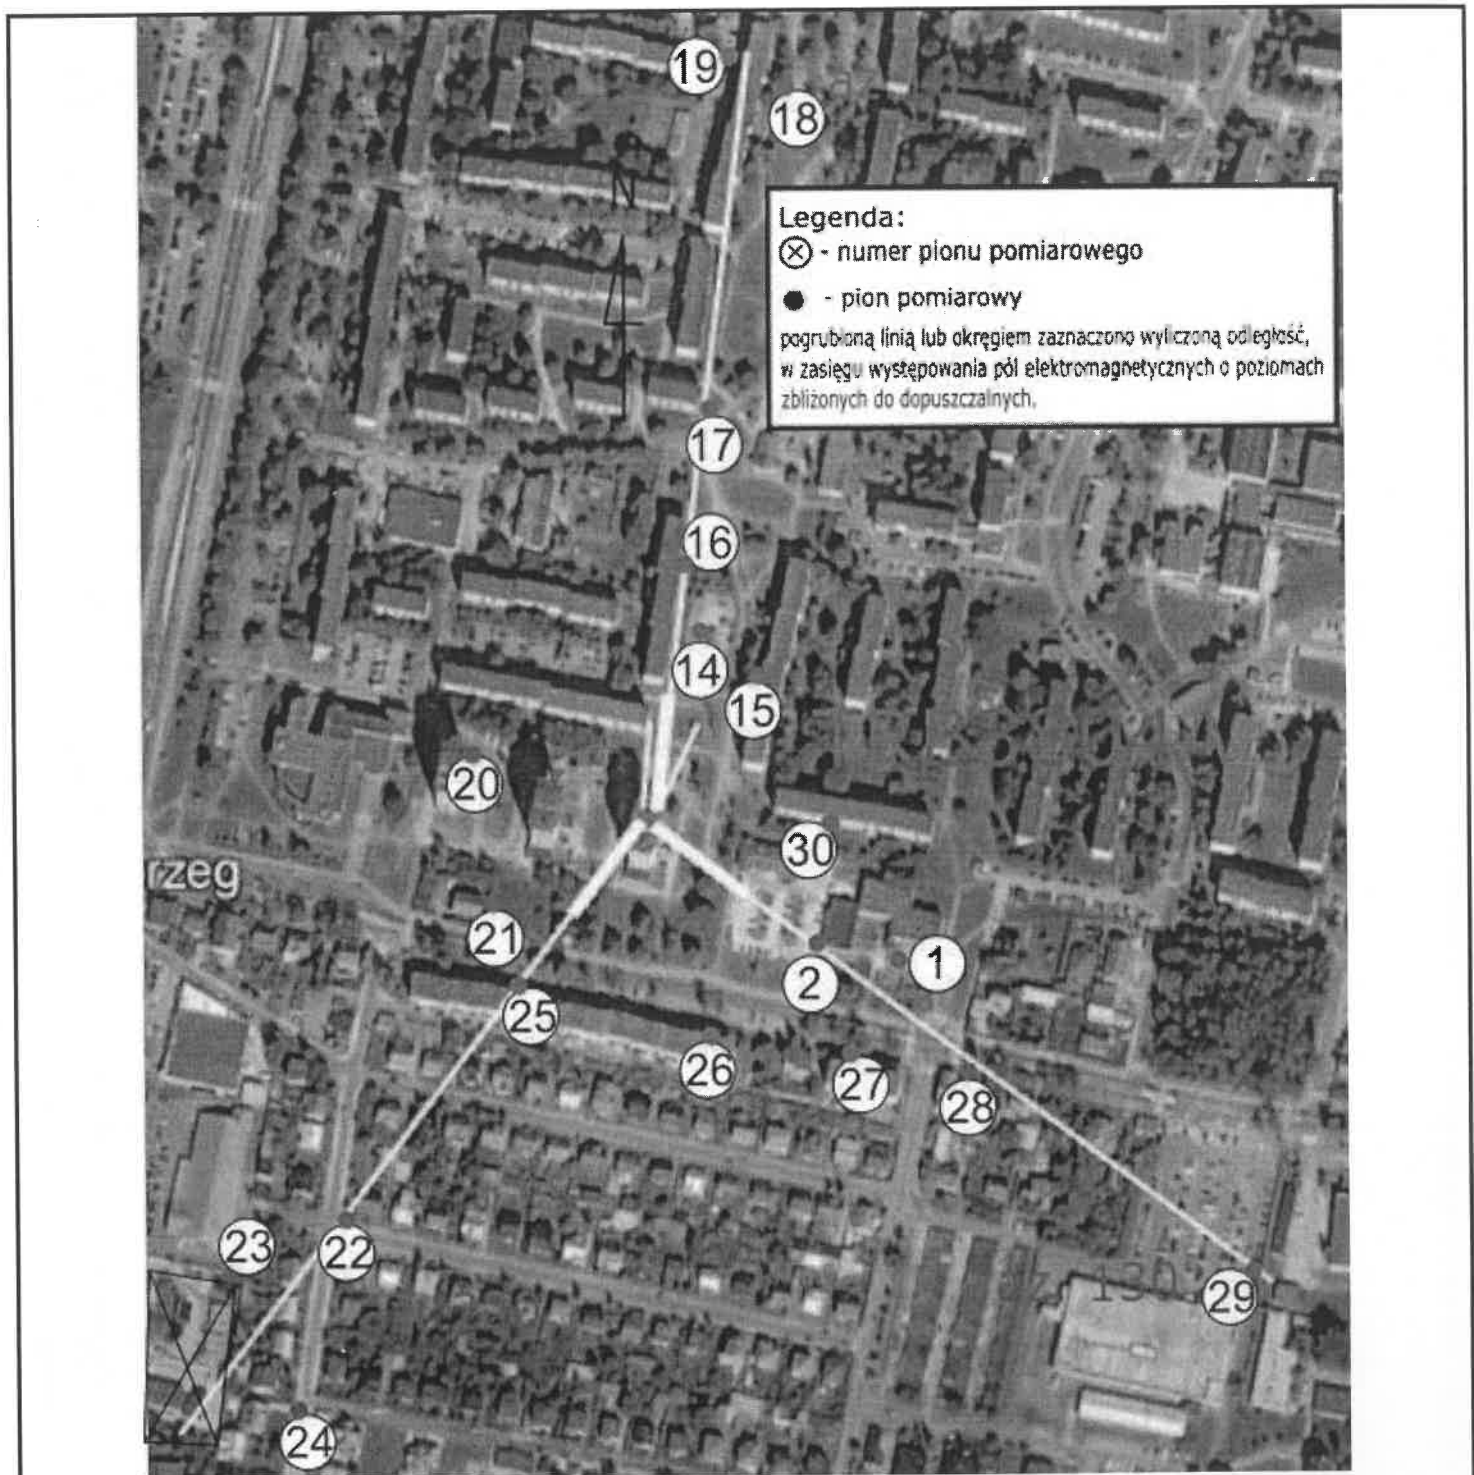 19
18
N
Legenda:
⊗ - numer pionu pomiarowego
● - pion pomiarowy
pogrubioną linią lub okręgiem zaznaczono wyliczoną odległość,
w zasięgu występowania pól elektromagnetycznych o poziomach
zbliżonych do dopuszczalnych.
17
16
14
15
20
30
rzeg
21
1
2
25
26
27
28
23
22
130
29
24